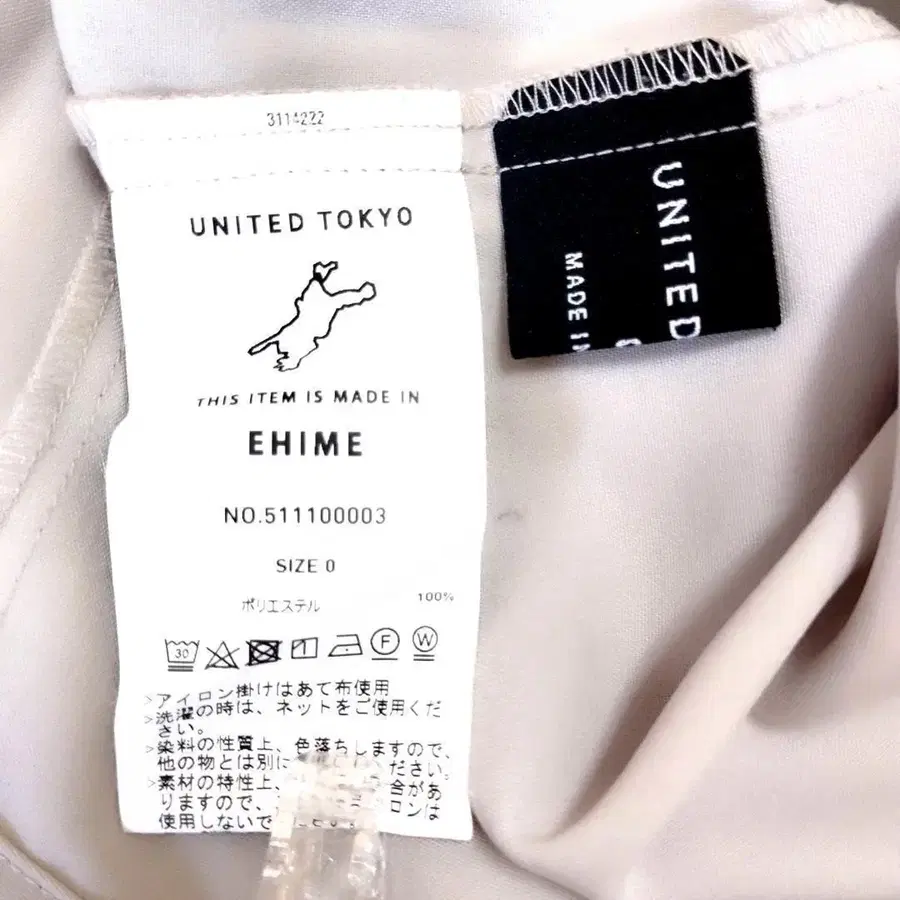 3114222
UNITED TOKYO
THIS ITEM IS MADE IN
EHIME
NO.511100003
SIZE 0
ポリエステル 100%
30
F
W
>アイロン掛けはあて布使用
>洗濯の時は、ネットをご使用くだ
さい。
>染料の性質上、色落ちしますので、
他の物とは別に ください。
>素材の特性上、 合があ
りますので、 ロンは
使用しないで
UNITED
MADE IN